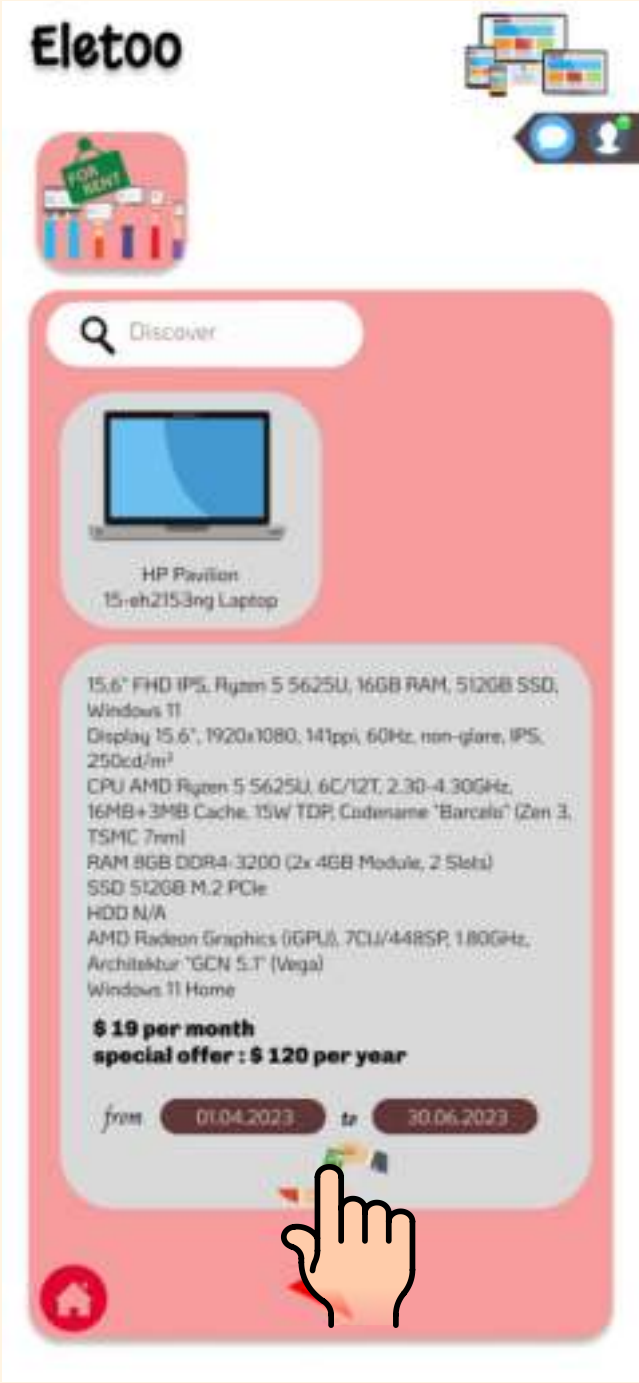 Eletoo
FOR
RENT
Discover
HP Pavilion
15-eh2153ng Laptop
15,6" FHD IPS, Ryzen 5 5625U, 16GB RAM, 512GB SSD,
Windows 11
Display 15.6", 1920x1080, 141ppi, 60Hz, non-glare, IPS,
250cd/m²
CPU AMD Ryzen 5 5625U, 6C/12T, 2.30-4.30GHz,
16MB+3MB Cache, 15W TDP, Codename "Barcelo" (Zen 3,
TSMC 7nm)
RAM 8GB DDR4-3200 (2x 4GB Module, 2 Slots)
SSD 512GB M.2 PCIe
HDD N/A
AMD Radeon Graphics (iGPU), 7CU/448SP, 1.80GHz,
Architektur "GCN 5.1" (Vega)
Windows 11 Home
$ 19 per month
special offer : $ 120 per year
from 01.04.2023 to 30.06.2023